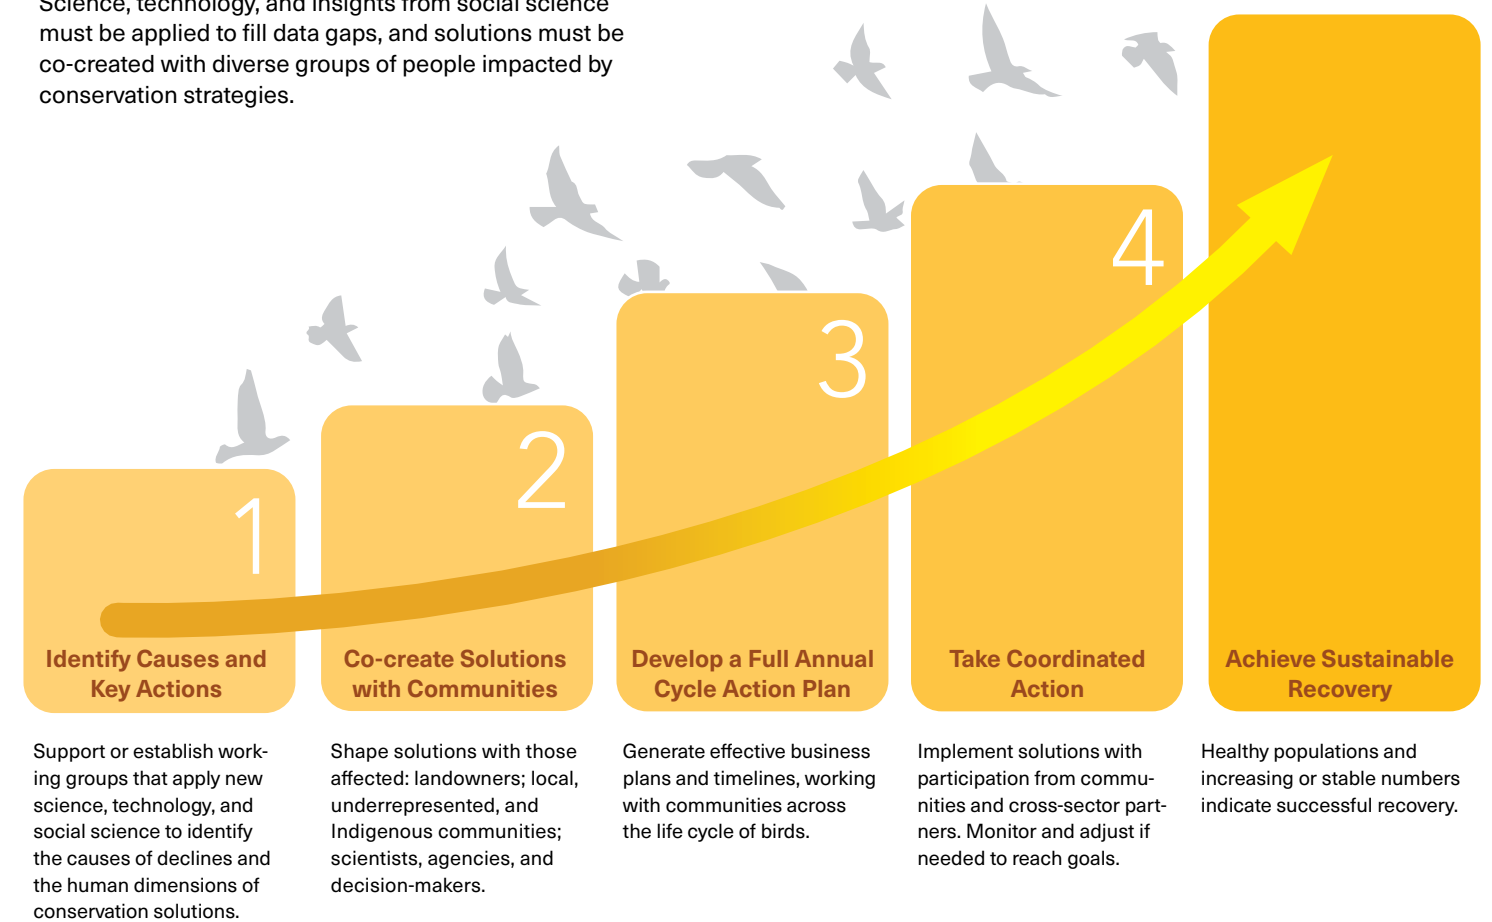 Science, technology, and insights from social science
must be applied to fill data gaps, and solutions must be
co-created with diverse groups of people impacted by
conservation strategies.
1
Identify Causes and
Key Actions
Support or establish work-
ing groups that apply new
science, technology, and
social science to identify
the causes of declines and
the human dimensions of
conservation solutions.
2
Co-create Solutions
with Communities
Shape solutions with those
affected: landowners; local,
underrepresented, and
Indigenous communities;
scientists, agencies, and
decision-makers.
3
Develop a Full Annual
Cycle Action Plan
Generate effective business
plans and timelines, working
with communities across
the life cycle of birds.
4
Take Coordinated
Action
Implement solutions with
participation from commu-
nities and cross-sector part-
ners. Monitor and adjust if
needed to reach goals.
Achieve Sustainable
Recovery
Healthy populations and
increasing or stable numbers
indicate successful recovery.